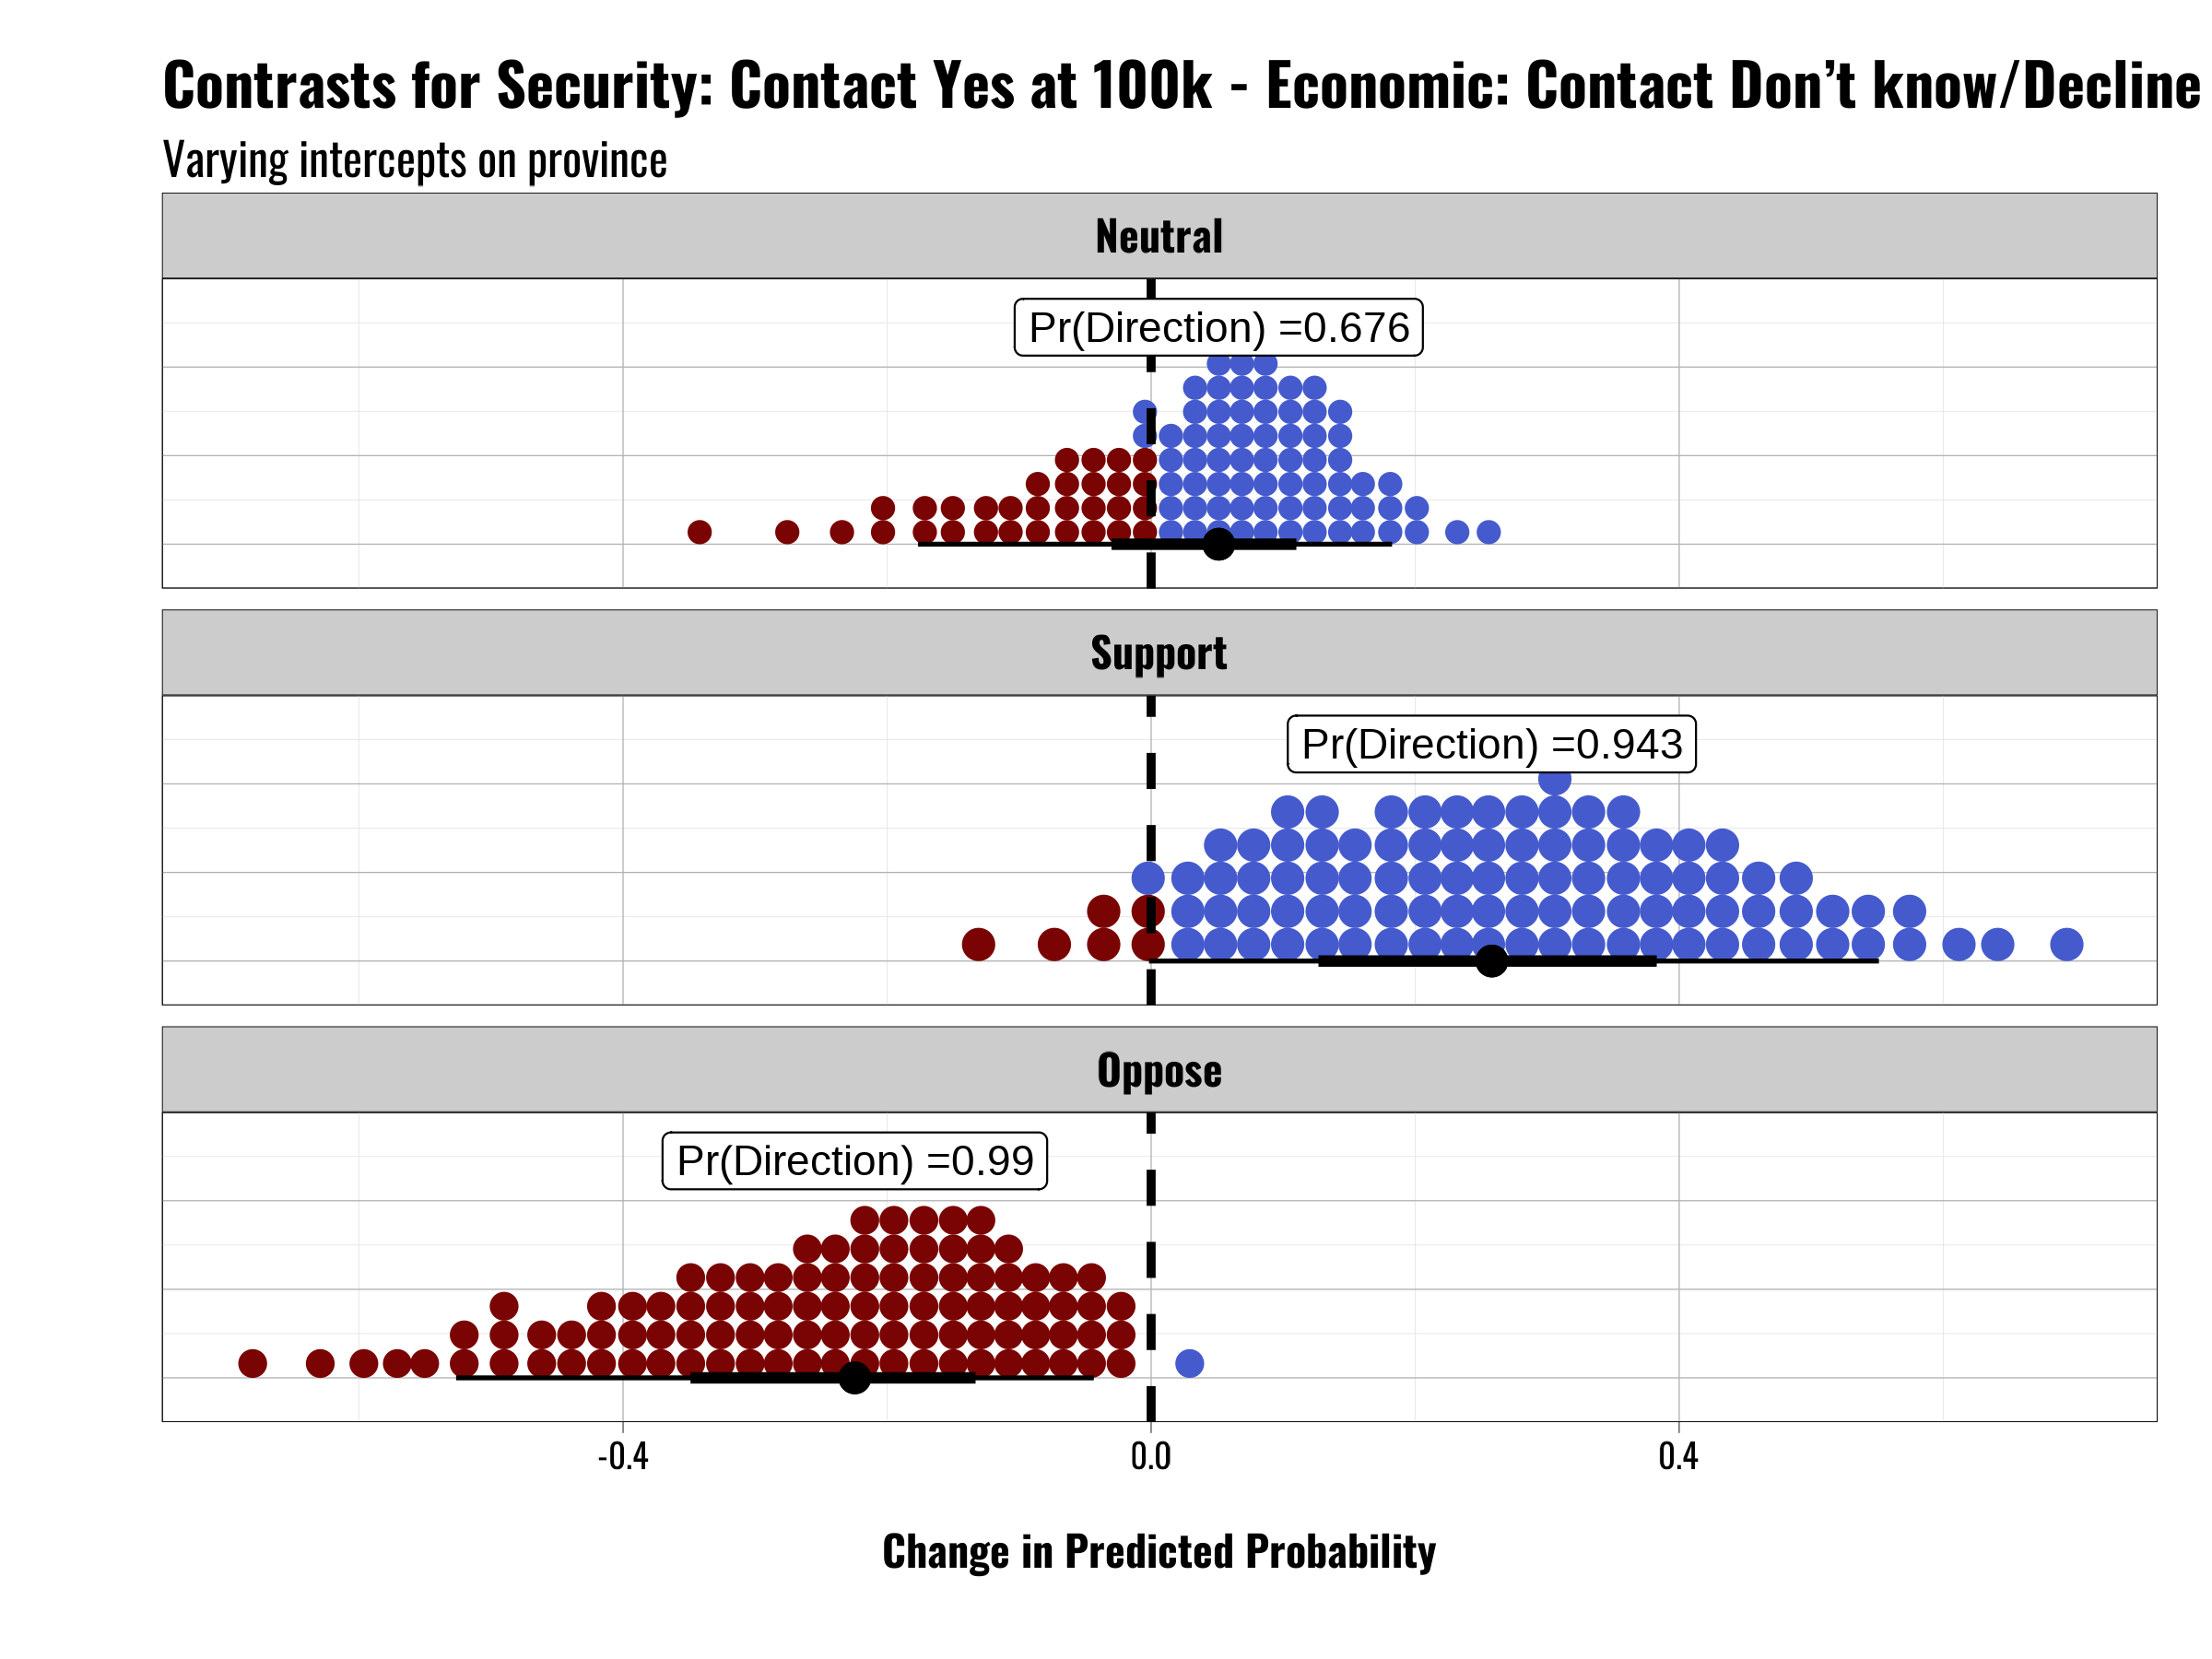 Contrasts for Security: Contact Yes at 100k - Economic: Contact Don’t know/Decline
Varying intercepts on province
Neutral
Pr(Direction) =0.676
Support
Pr(Direction) =0.943
Oppose
Pr(Direction) =0.99
-0.4 0.0 0.4
Change in Predicted Probability